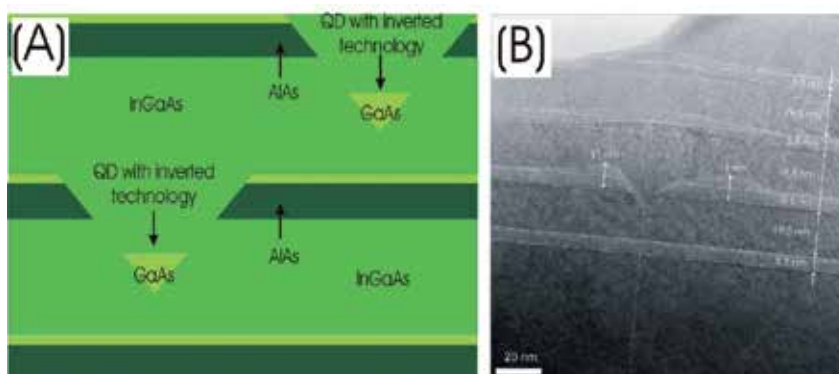 (A)
QD with inverted
technology
AlAs
InGaAs
GaAs
QD with inverted
technology
AlAs
GaAs
InGaAs
(B)
20 nm